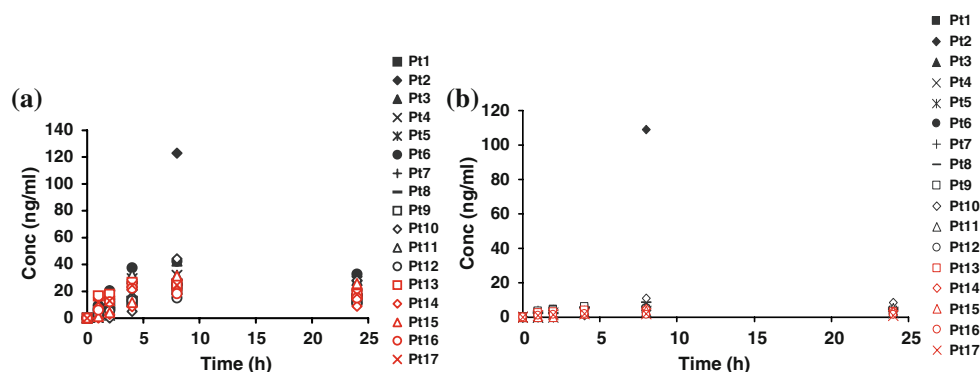 (a)
Conc (ng/ml)
140
120
100
80
60
40
20
0
0 5 10 15 20 25
Time (h)
Pt1
Pt2
Pt3
Pt4
Pt5
Pt6
Pt7
Pt8
Pt9
Pt10
Pt11
Pt12
Pt13
Pt14
Pt15
Pt16
Pt17
(b)
Conc (ng/ml)
120
100
80
60
40
20
0
0 5 10 15 20 25
Time (h)
Pt1
Pt2
Pt3
Pt4
Pt5
Pt6
Pt7
Pt8
Pt9
Pt10
Pt11
Pt12
Pt13
Pt14
Pt15
Pt16
Pt17